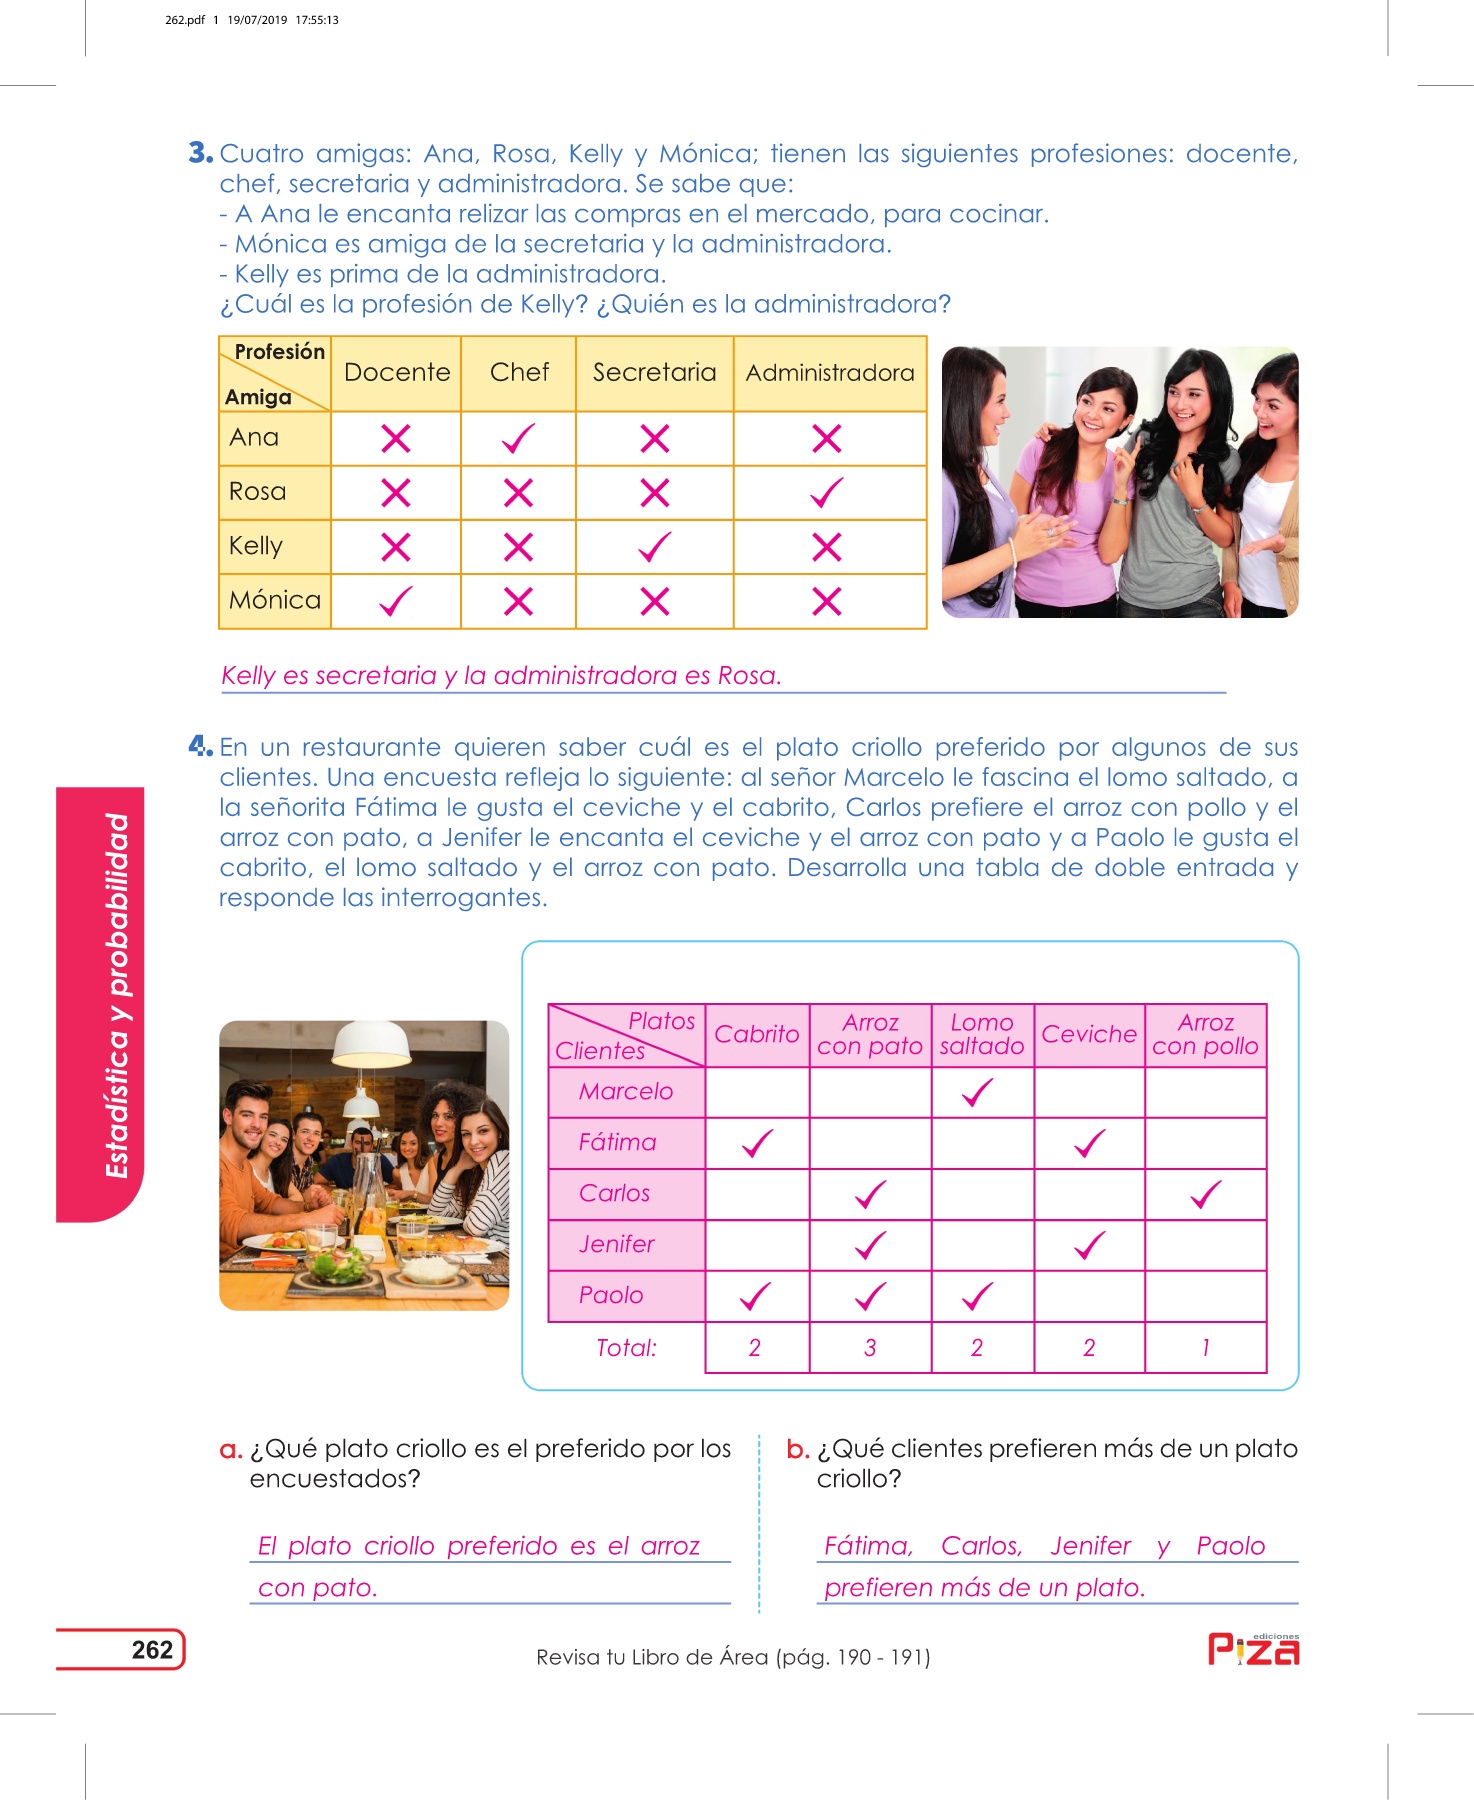 262.pdf 1 19/07/2019 17:55:13
3. Cuatro amigas: Ana, Rosa, Kelly y Mónica; tienen las siguientes profesiones: docente,
chef, secretaria y administradora. Se sabe que:
- A Ana le encanta relizar las compras en el mercado, para cocinar.
- Mónica es amiga de la secretaria y la administradora.
- Kelly es prima de la administradora.
¿Cuál es la profesión de Kelly? ¿Quién es la administradora?
Profesión
Amiga
Docente Chef Secretaria Administradora
Ana ✕ ✓ ✕ ✕
Rosa ✕ ✕ ✕ ✓
Kelly ✕ ✕ ✓ ✕
Mónica ✓ ✕ ✕ ✕
Kelly es secretaria y la administradora es Rosa.
4. En un restaurante quieren saber cuál es el plato criollo preferido por algunos de sus
clientes. Una encuesta refleja lo siguiente: al señor Marcelo le fascina el lomo saltado, a
la señorita Fátima le gusta el ceviche y el cabrito, Carlos prefiere el arroz con pollo y el
arroz con pato, a Jenifer le encanta el ceviche y el arroz con pato y a Paolo le gusta el
cabrito, el lomo saltado y el arroz con pato. Desarrolla una tabla de doble entrada y
responde las interrogantes.
Estadística y probabilidad
Platos
Clientes
Cabrito
Arroz
con pato
Lomo
saltado
Ceviche
Arroz
con pollo
Marcelo ✓
Fátima ✓ ✓
Carlos ✓ ✓
Jenifer ✓ ✓
Paolo ✓ ✓ ✓
Total: 2 3 2 2 1
a. ¿Qué plato criollo es el preferido por los
encuestados?
El plato criollo preferido es el arroz
con pato.
b. ¿Qué clientes prefieren más de un plato
criollo?
Fátima, Carlos, Jenifer y Paolo
prefieren más de un plato.
262
Revisa tu Libro de Área (pág. 190 - 191)
ediciones
Piza